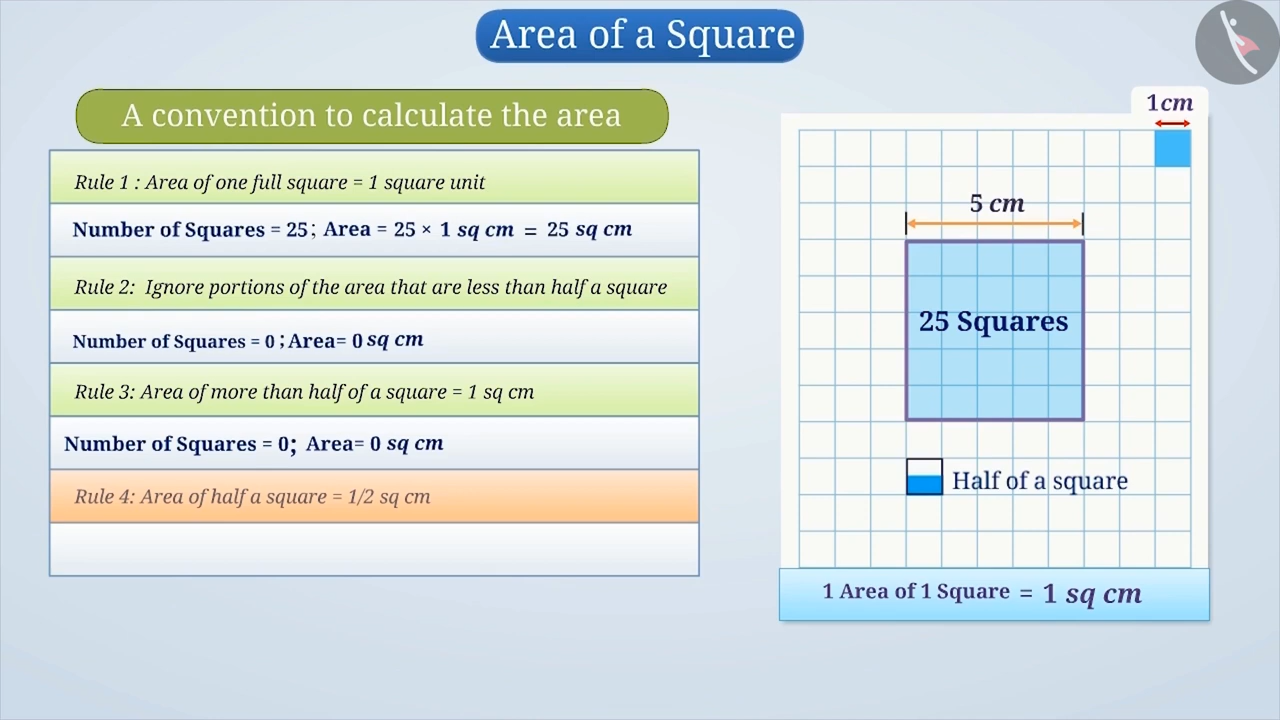 Area of a Square
A convention to calculate the area
Rule 1 : Area of one full square = 1 square unit
Number of Squares = 25; Area = 25 × 1 sq cm = 25 sq cm
Rule 2: Ignore portions of the area that are less than half a square
Number of Squares = 0 ; Area= 0 sq cm
Rule 3: Area of more than half of a square = 1 sq cm
Number of Squares = 0; Area= 0 sq cm
Rule 4: Area of half a square = 1/2 sq cm
1cm
5 cm
25 Squares
Half of a square
1 Area of 1 Square = 1 sq cm